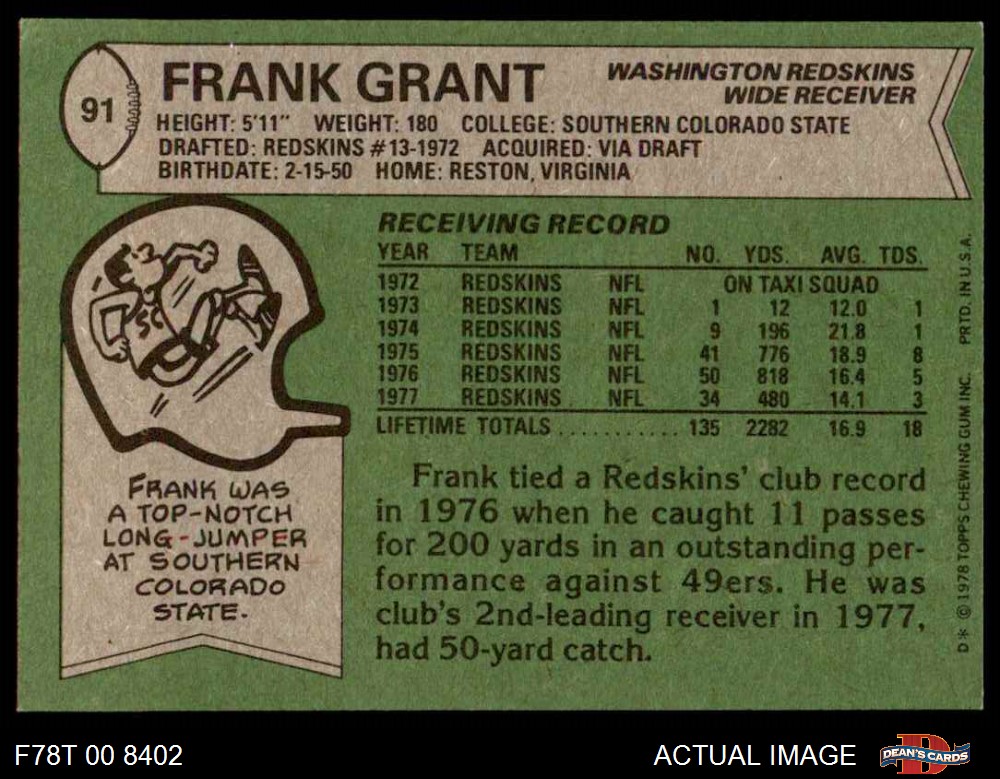 91
FRANK GRANT
WASHINGTON REDSKINS
WIDE RECEIVER
HEIGHT: 5'11" WEIGHT: 180 COLLEGE: SOUTHERN COLORADO STATE
DRAFTED: REDSKINS #13-1972 ACQUIRED: VIA DRAFT
BIRTHDATE: 2-15-50 HOME: RESTON, VIRGINIA
SC
FRANK WAS
A TOP-NOTCH
LONG-JUMPER
AT SOUTHERN
COLORADO
STATE.
RECEIVING RECORD
YEAR TEAM NO. YDS. AVG. TDS.
1972 REDSKINS NFL ON TAXI SQUAD
1973 REDSKINS NFL 1 12 12.0 1
1974 REDSKINS NFL 9 196 21.8 1
1975 REDSKINS NFL 41 776 18.9 8
1976 REDSKINS NFL 50 818 16.4 5
1977 REDSKINS NFL 34 480 14.1 3
LIFETIME TOTALS ........... 135 2282 16.9 18
Frank tied a Redskins' club record
in 1976 when he caught 11 passes
for 200 yards in an outstanding per-
formance against 49ers. He was
club's 2nd-leading receiver in 1977,
had 50-yard catch.
D* © 1978 TOPPS CHEWING GUM INC. PRTD. IN U.S.A.
F78T 00 8402
ACTUAL IMAGE
DEAN'S CARDS